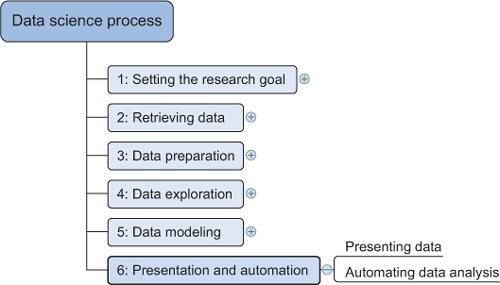 Data science process
1: Setting the research goal
2: Retrieving data
3: Data preparation
4: Data exploration
5: Data modeling
6: Presentation and automation
Presenting data
Automating data analysis